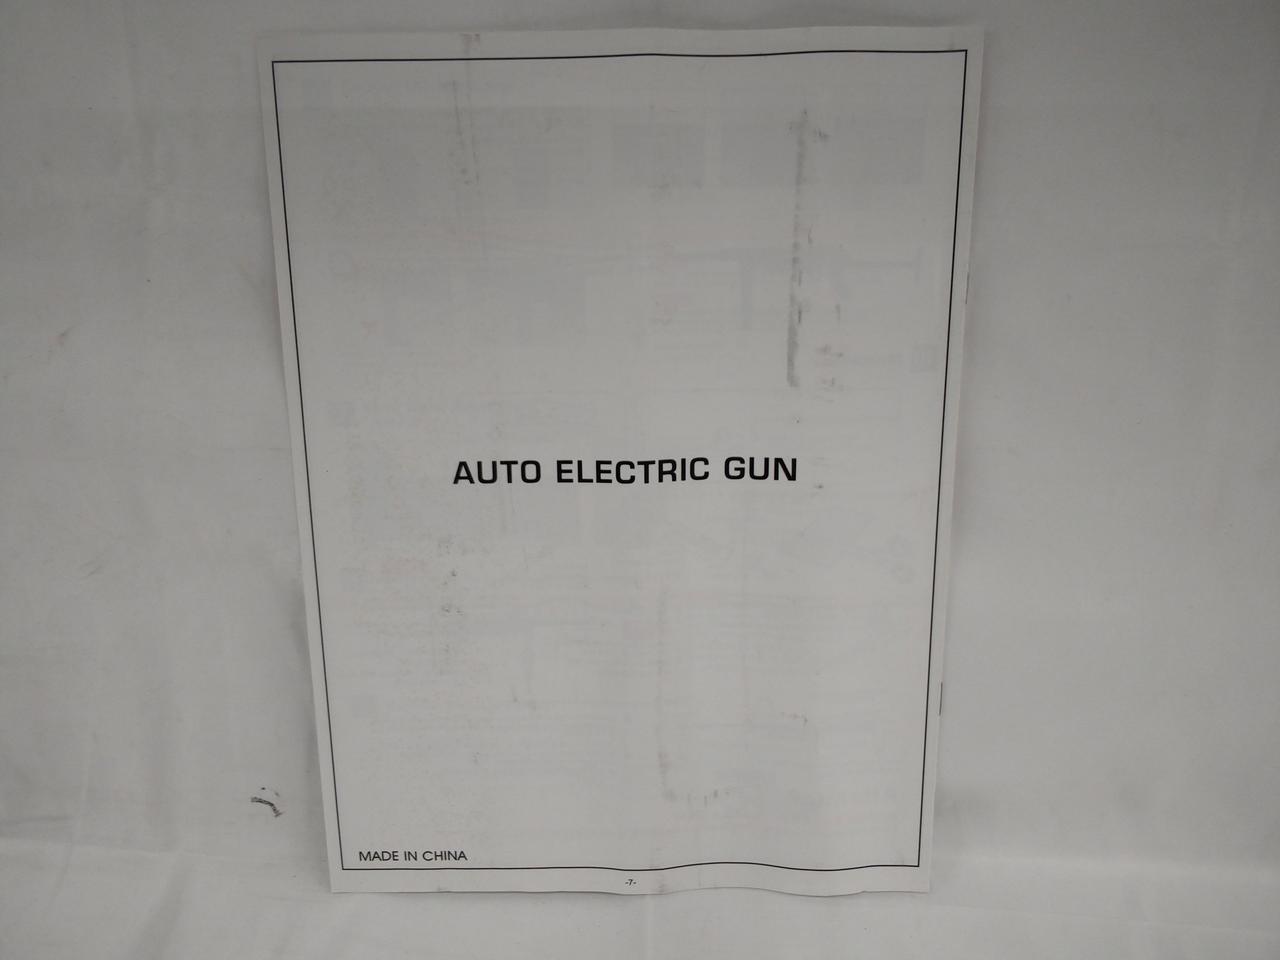 AUTO ELECTRIC GUN
MADE IN CHINA
-7-